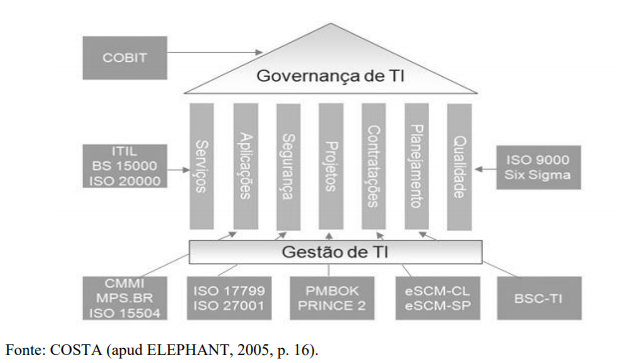 COBIT
Governança de TI
ITIL
BS 15000
ISO 20000
Serviços
Aplicações
Segurança
Projetos
Contratações
Planejamento
Qualidade
ISO 9000
Six Sigma
Gestão de TI
CMMI
MPS.BR
ISO 15504
ISO 17799
ISO 27001
PMBOK
PRINCE 2
eSCM-CL
eSCM-SP
BSC-TI
Fonte: COSTA (apud ELEPHANT, 2005, p. 16).